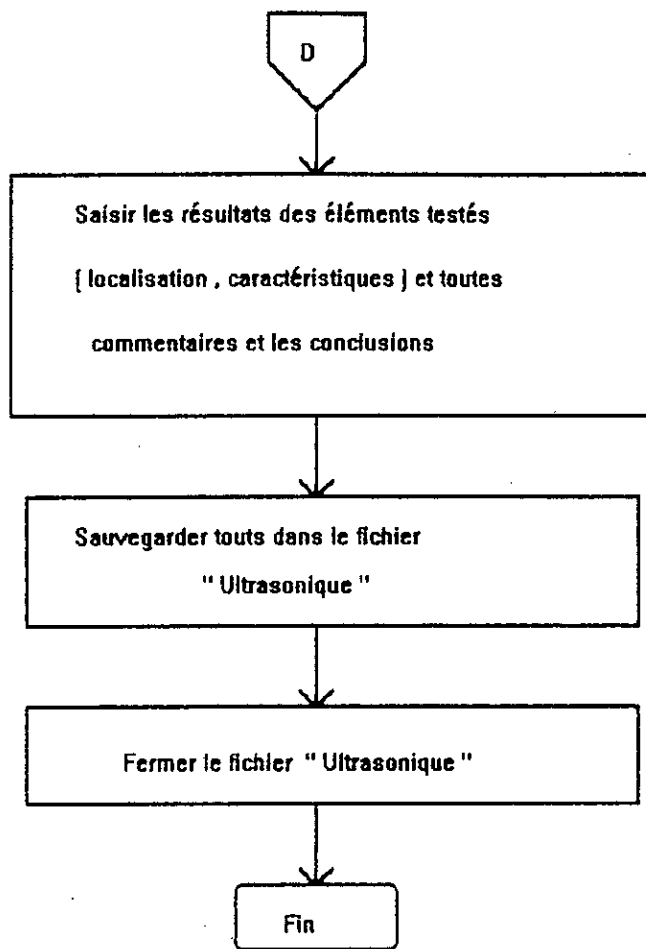 D
Saisir les résultats des éléments testés
( localisation , caractéristiques ) et toutes
commentaires et les conclusions
Sauvegarder touts dans le fichier
" Ultrasonique "
Fermer le fichier " Ultrasonique "
Fin